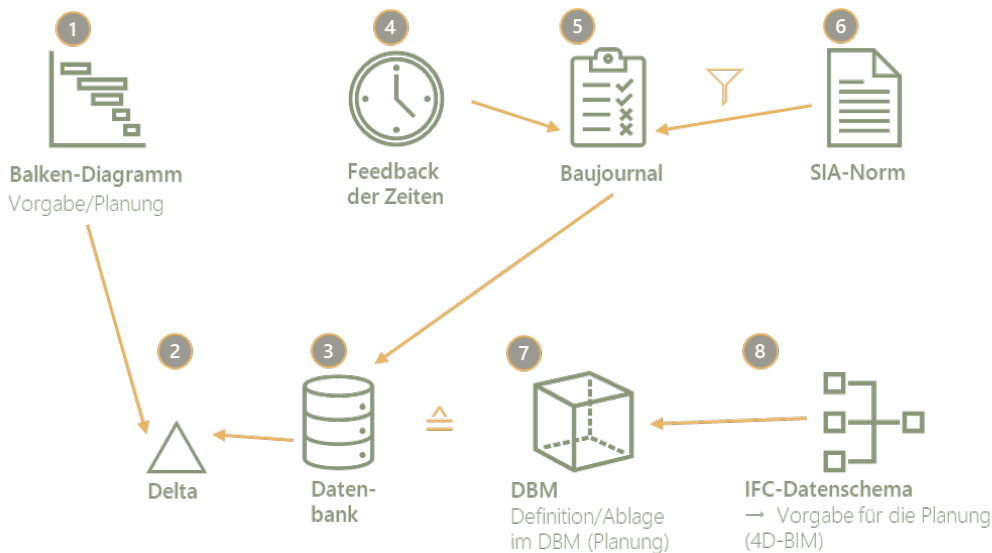 1
4
5
6
Balken-Diagramm
Vorgabe/Planung
Feedback
der Zeiten
Baujournal
SIA-Norm
2
3
7
8
≙
Delta
Daten-
bank
DBM
Definition/Ablage
im DBM (Planung)
IFC-Datenschema
→ Vorgabe für die Planung
(4D-BIM)